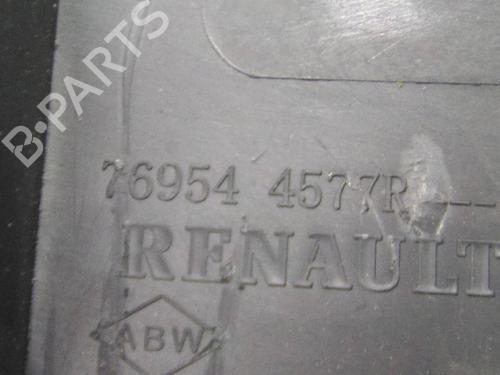 B-PARTS
76954 4577R--
RENAULT
ABW